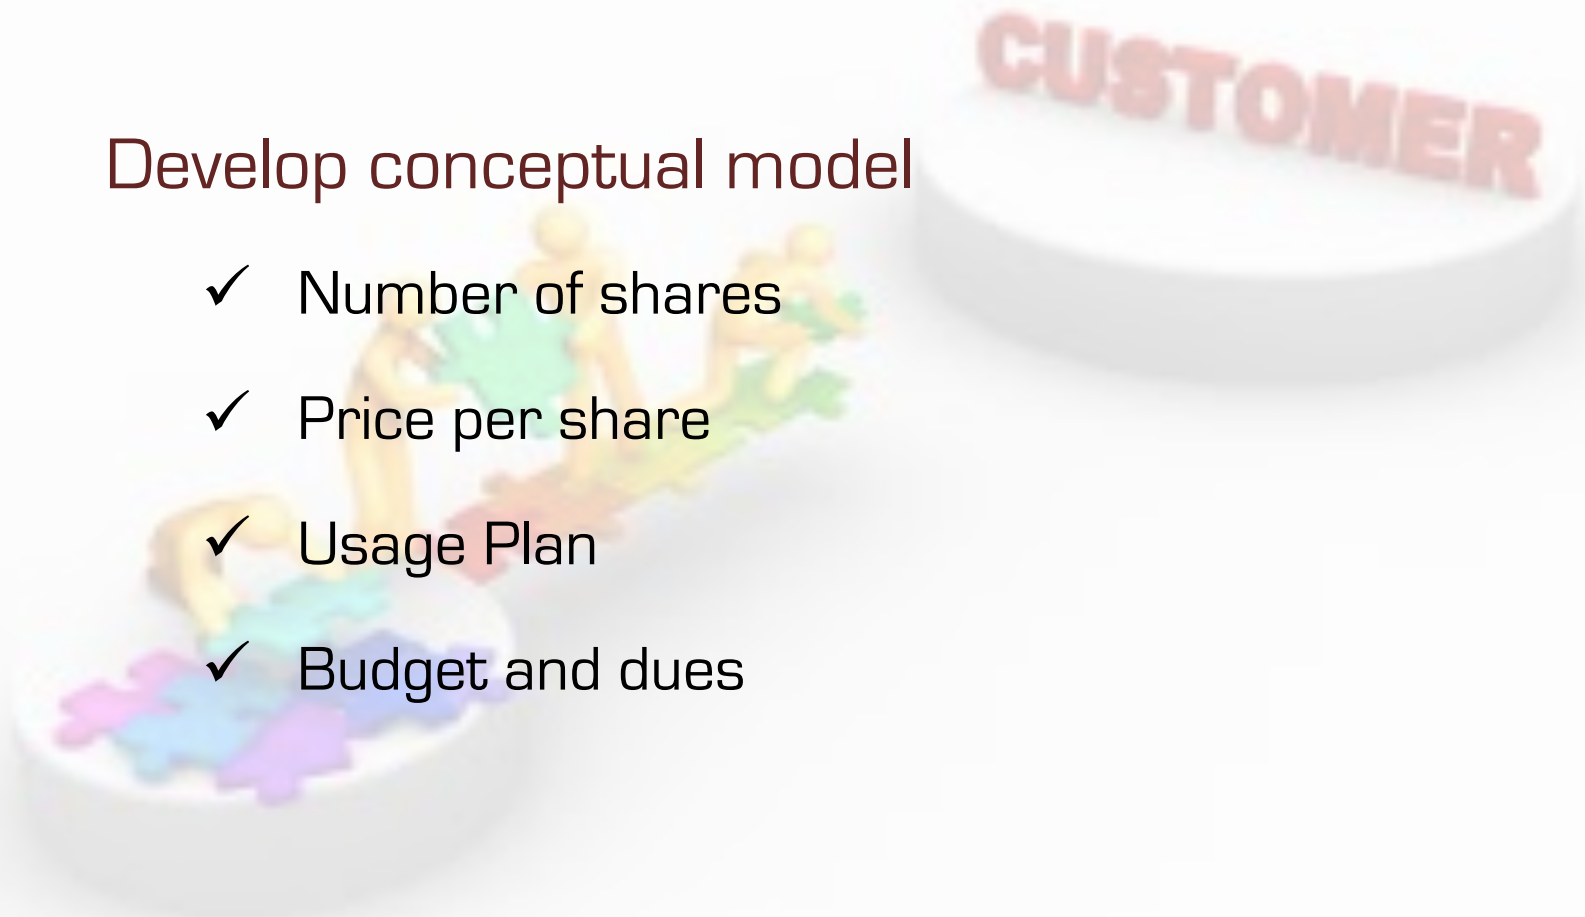 CUSTOMER
Develop conceptual model
✓ Number of shares
✓ Price per share
✓ Usage Plan
✓ Budget and dues